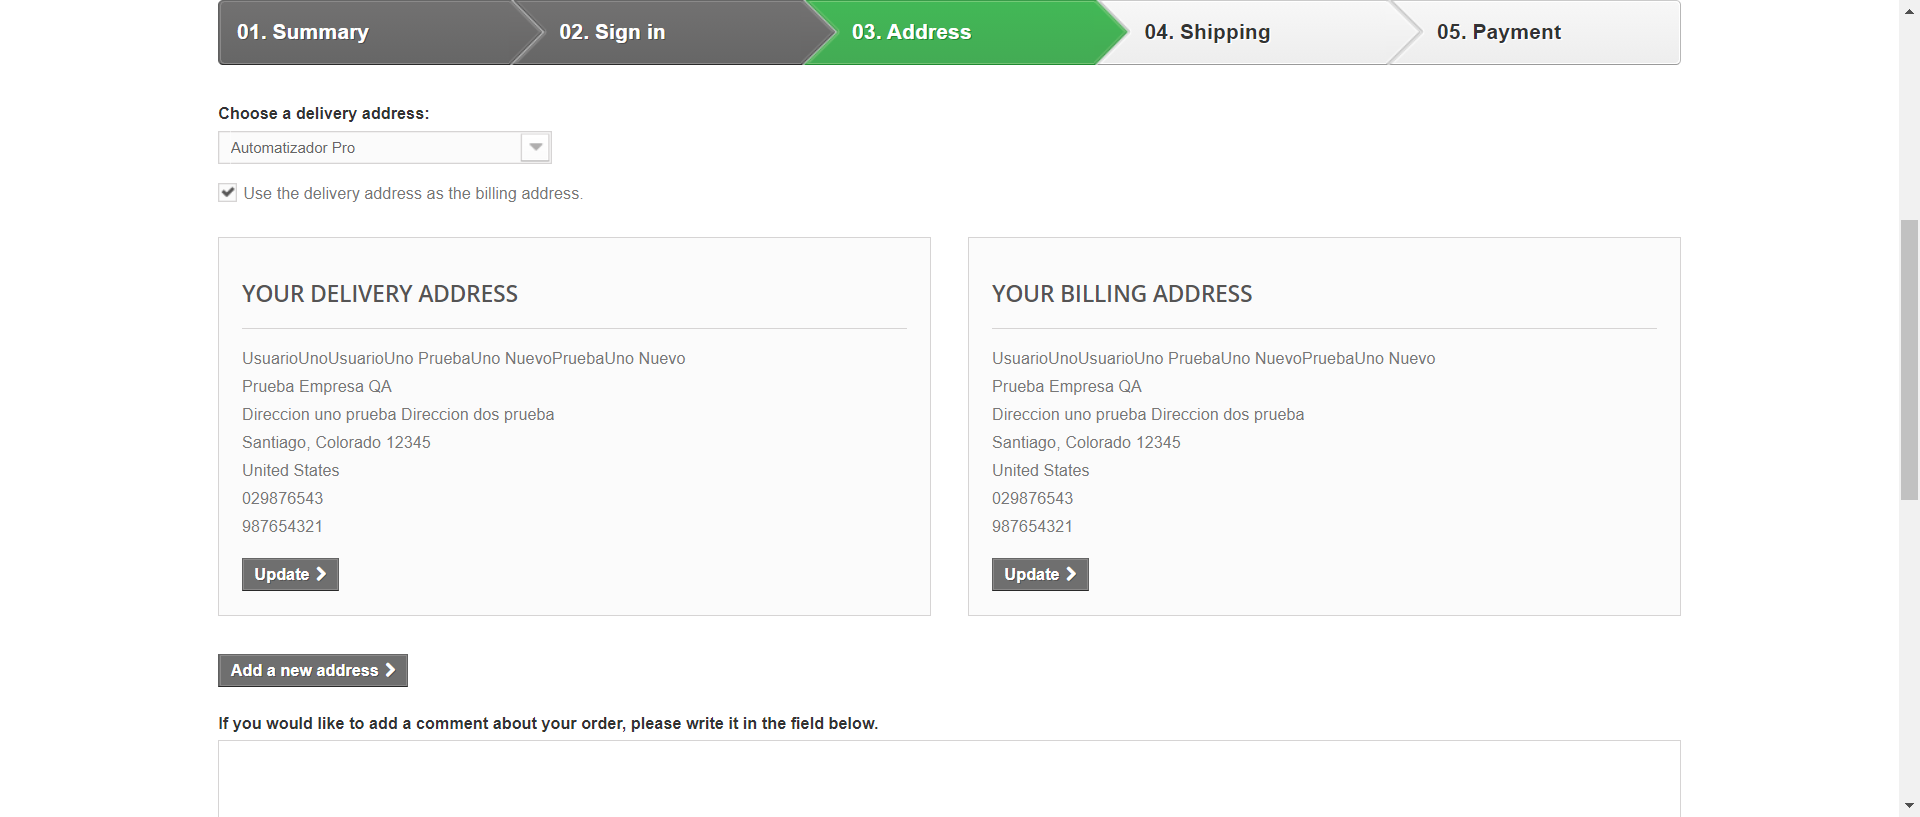 01. Summary
02. Sign in
03. Address
04. Shipping
05. Payment
Choose a delivery address:
Automatizador Pro
Use the delivery address as the billing address.
YOUR DELIVERY ADDRESS
UsuarioUnoUsuarioUno PruebaUno NuevoPruebaUno Nuevo
Prueba Empresa QA
Direccion uno prueba Direccion dos prueba
Santiago, Colorado 12345
United States
029876543
987654321
Update
YOUR BILLING ADDRESS
UsuarioUnoUsuarioUno PruebaUno NuevoPruebaUno Nuevo
Prueba Empresa QA
Direccion uno prueba Direccion dos prueba
Santiago, Colorado 12345
United States
029876543
987654321
Update
Add a new address
If you would like to add a comment about your order, please write it in the field below.